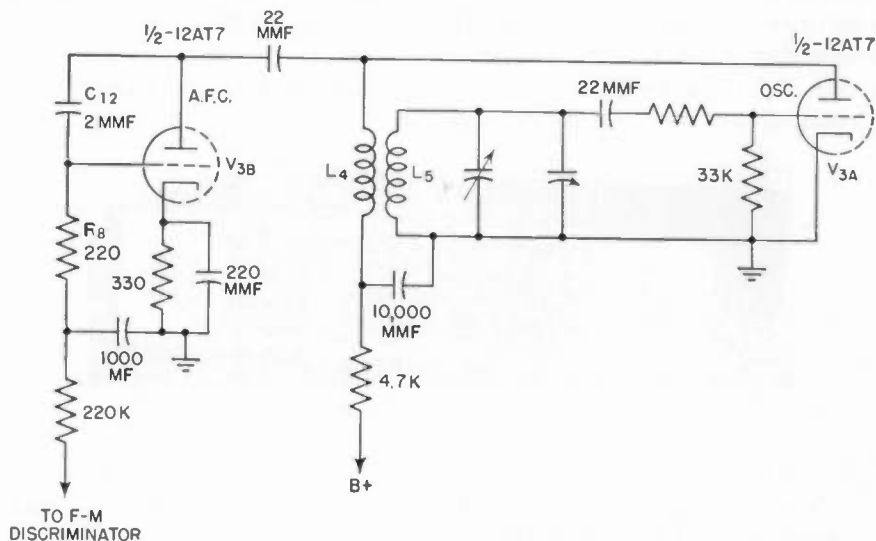 ½-12AT7
22
MMF
½-12AT7
C12
2 MMF
A.F.C.
V3B
22 MMF
OSC.
V3A
L4
L5
33K
R8
220
330
220
MMF
1000
MF
10,000
MMF
220K
4.7K
B+
TO F-M
DISCRIMINATOR